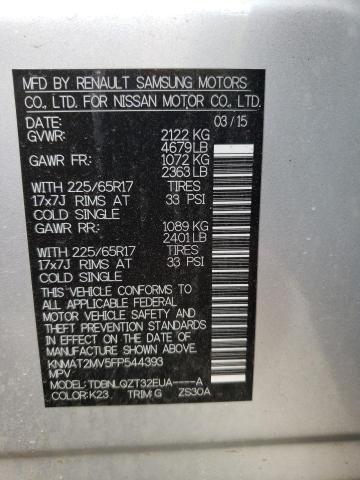 MFD BY RENAULT SAMSUNG MOTORS
CO., LTD. FOR NISSAN MOTOR CO., LTD.
DATE: 03/15
GVWR: 2122 KG
4679LB
GAWR FR: 1072 KG
2363 LB
WITH 225/65R17 TIRES
17x7J RIMS AT 33 PSI
COLD SINGLE
GAWR RR: 1089 KG
2401 LB
WITH 225/65R17 TIRES
17x7J RIMS AT 33 PSI
COLD SINGLE
THIS VEHICLE CONFORMS TO
ALL APPLICABLE FEDERAL
MOTOR VEHICLE SAFETY AND
THEFT PREVENTION STANDARDS
IN EFFECT ON THE DATE OF
MANUFACTURE SHOWN ABOVE.
KNMAT2MV5FP544393
MPV
MODEL: TDBNLQZT32EUA----A
COLOR:K23 TRIM:G ZS30A